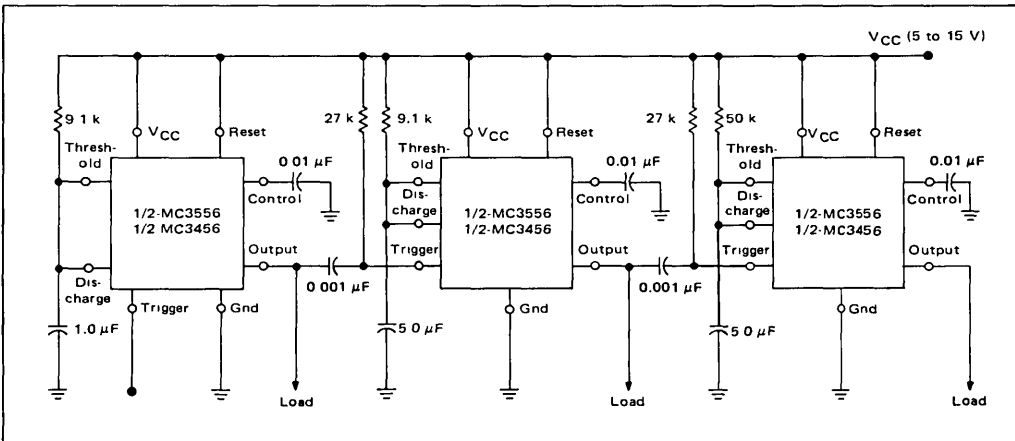 VCC (5 to 15 V)
9 1 k
VCC
Reset
27 k
9.1 k
VCC
Reset
27 k
50 k
VCC
Reset
Thresh-
old
0 01 µF
Control
Thresh-
old
0.01 µF
Control
Thresh-
old
0.01 µF
Control
1/2-MC3556
1/2 MC3456
Dis-
charge
1/2-MC3556
1/2-MC3456
Dis-
charge
1/2-MC3556
1/2-MC3456
Output
Trigger
Output
Trigger
Output
Dis-
charge
0 001 µF
0.001 µF
1.0 µF
Trigger
Gnd
5 0 µF
Gnd
5 0 µF
Gnd
Load
Load
Load